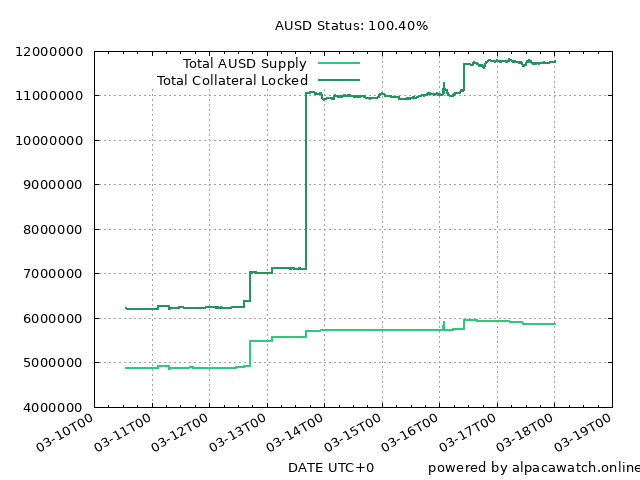 AUSD Status: 100.40%
12000000
Total AUSD Supply
Total Collateral Locked
11000000
10000000
9000000
8000000
7000000
6000000
5000000
4000000
03-10T00 03-11T00 03-12T00 03-13T00 03-14T00 03-15T00 03-16T00 03-17T00 03-18T00 03-19T00
DATE UTC+0 powered by alpacawatch.online